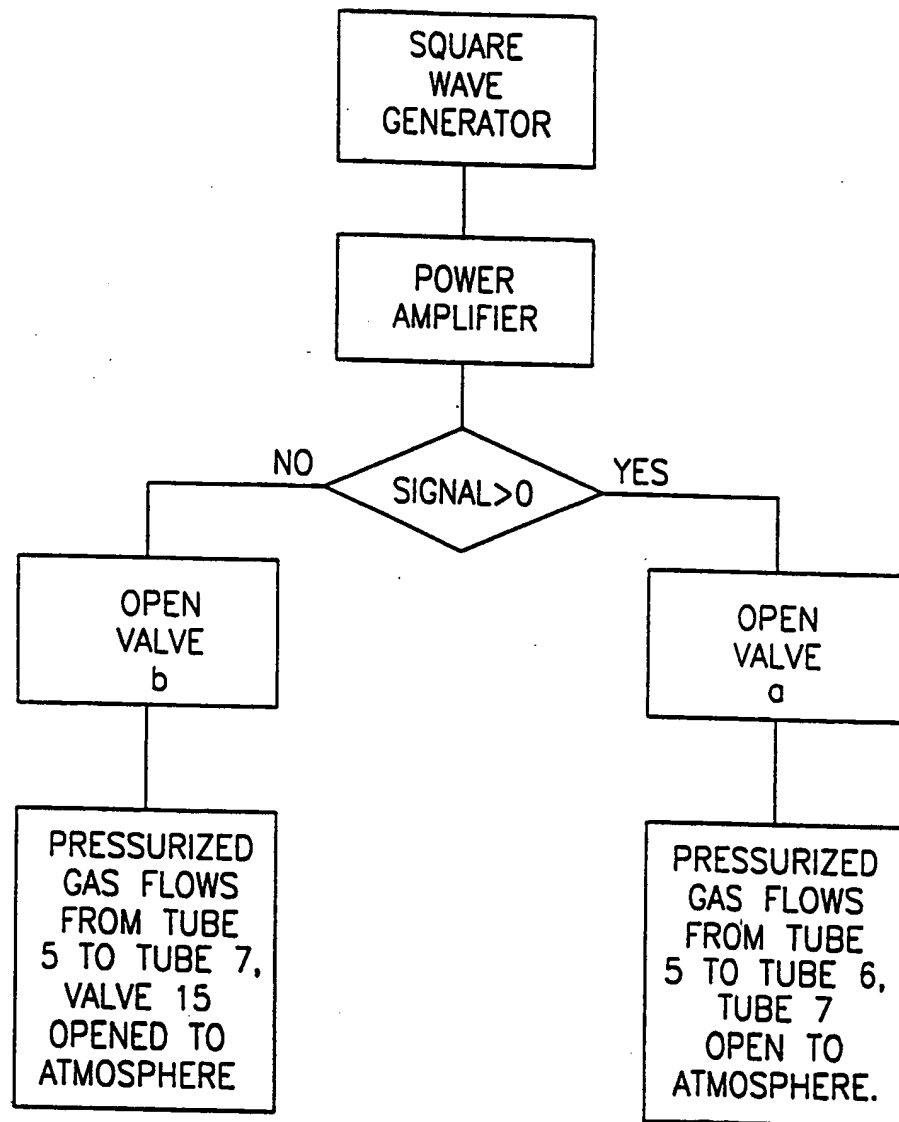 SQUARE
WAVE
GENERATOR
POWER
AMPLIFIER
SIGNAL>0
NO
YES
OPEN
VALVE
b
OPEN
VALVE
a
PRESSURIZED
GAS FLOWS
FROM TUBE
5 TO TUBE 7,
VALVE 15
OPENED TO
ATMOSPHERE
PRESSURIZED
GAS FLOWS
FROM TUBE
5 TO TUBE 6,
TUBE 7
OPEN TO
ATMOSPHERE.